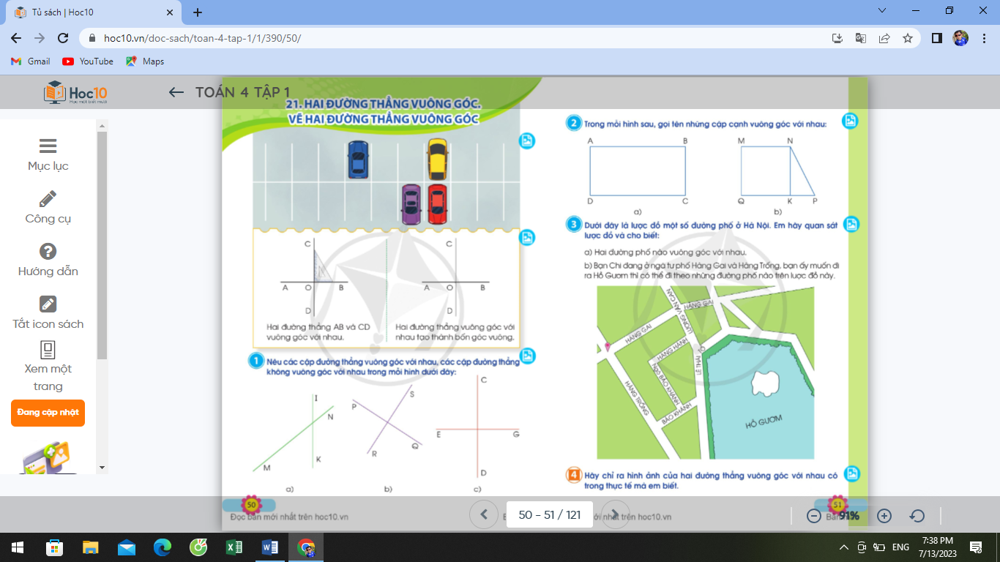 Tủ sách | Hoc10
hoc10.vn/doc-sach/toan-4-tap-1/1/390/50/
Gmail
YouTube
Maps
Hoc10
Học một biết mười
TOÁN 4 TẬP 1
Mục lục
Công cụ
Hướng dẫn
Tắt icon sách
Xem một
trang
Đang cập nhật
21. HAI ĐƯỜNG THẲNG VUÔNG GÓC.
VẼ HAI ĐƯỜNG THẲNG VUÔNG GÓC
C
A O B
D
Hai đường thẳng AB và CD
vuông góc với nhau.
C
A O B
D
Hai đường thẳng vuông góc với
nhau tạo thành bốn góc vuông.
1 Nêu các cặp đường thẳng vuông góc với nhau, các cặp đường thẳng
không vuông góc với nhau trong mỗi hình dưới đây:
I
N
M
K
a)
P
S
R
Q
b)
C
E G
D
c)
50
Đọc bản mới nhất trên hoc10.vn
2 Trong mỗi hình sau, gọi tên những cặp cạnh vuông góc với nhau:
A B
D C
a)
M N
Q K P
b)
3 Dưới đây là lược đồ một số đường phố ở Hà Nội. Em hãy quan sát
lược đồ và cho biết:
a) Hai đường phố nào vuông góc với nhau.
b) Bạn Chi đang ở ngã tư phố Hàng Gai và Hàng Trống, bạn ấy muốn đi
ra Hồ Gươm thì có thể đi theo những đường phố nào trên lược đồ này.
HÀNG GAI
LƯƠNG VĂN CAN
HÀNG GAI
HÀNG HÀNH
NGÕ BẢO KHÁNH
LÊ THÁI TỔ
HÀNG TRỐNG
BẢO KHÁNH
HỒ GƯƠM
4 Hãy chỉ ra hình ảnh của hai đường thẳng vuông góc với nhau có
trong thực tế mà em biết.
51
50 - 51 / 121
ới nhất trên hoc10.vn
91%
ENG
7:38 PM
7/13/2023